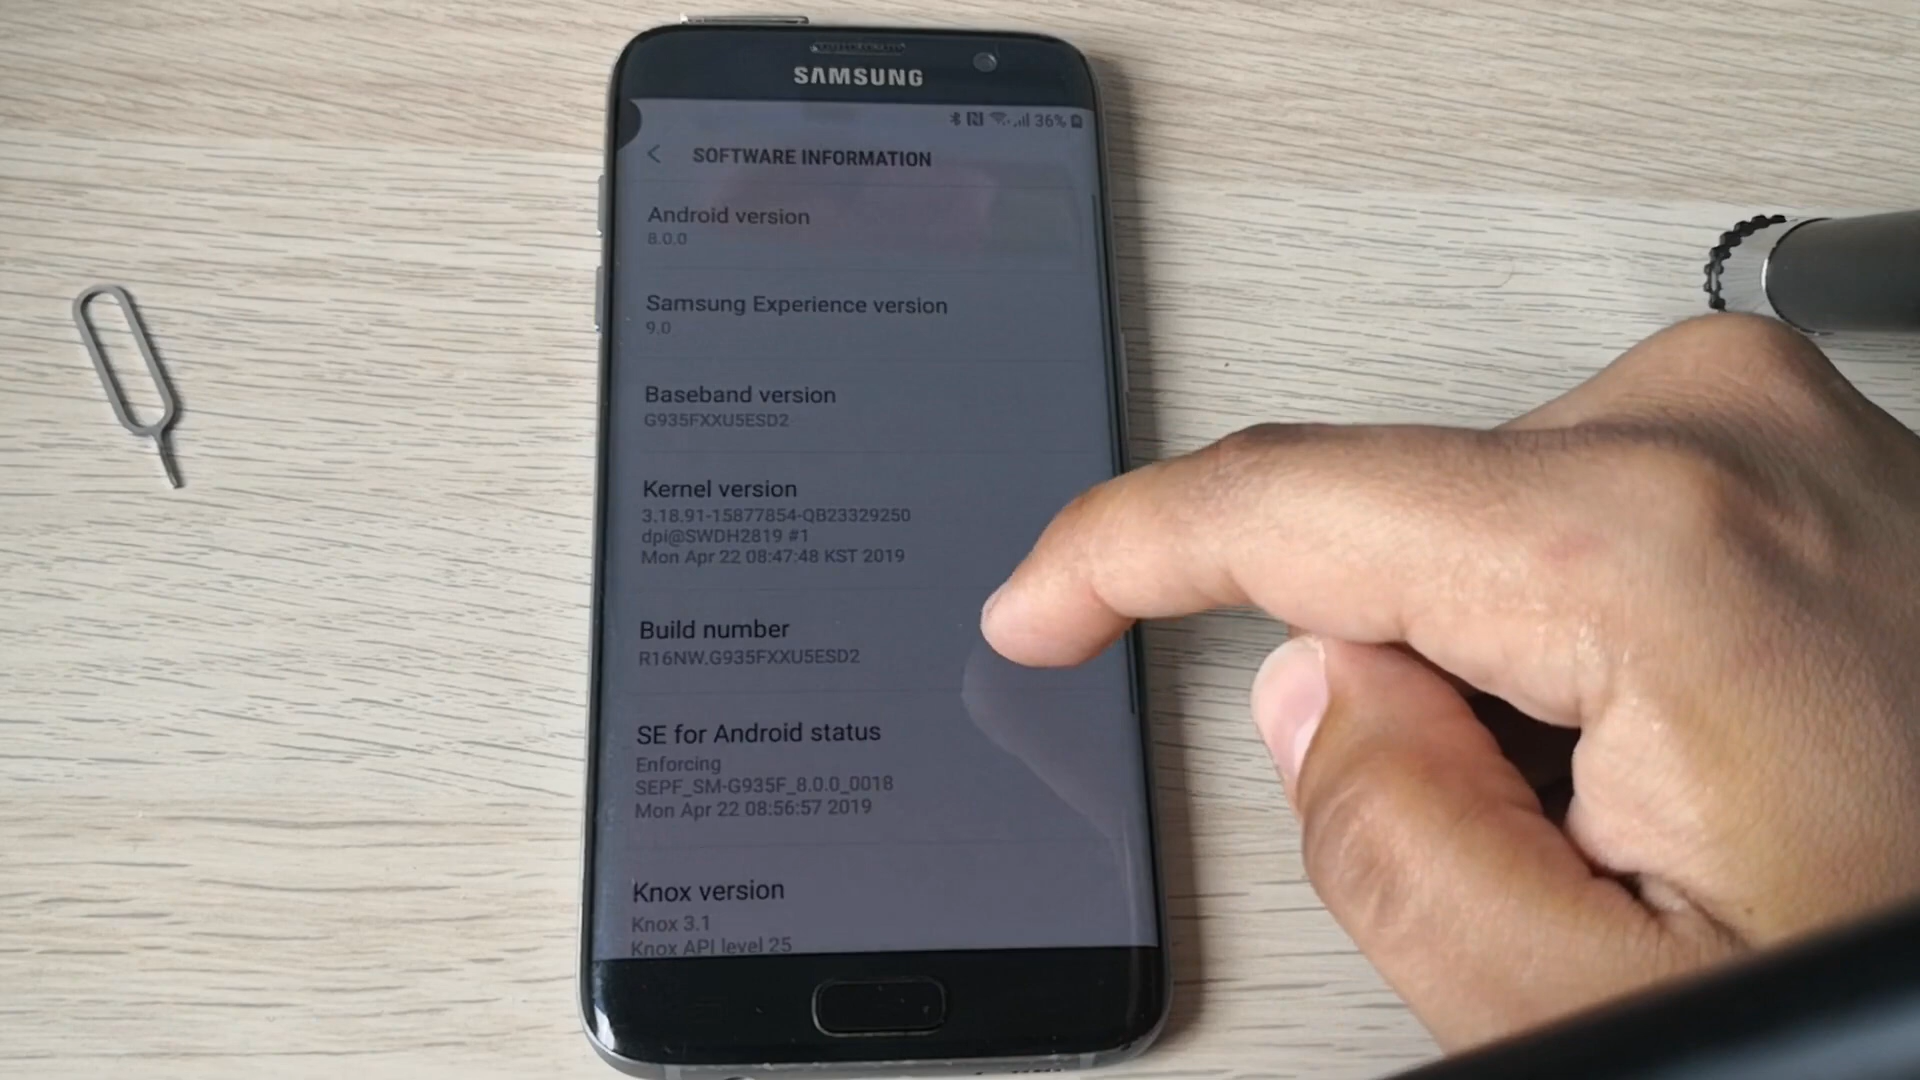 SAMSUNG
36%
SOFTWARE INFORMATION
Android version
8.0.0
Samsung Experience version
9.0
Baseband version
G935FXXU5ESD2
Kernel version
3.18.91-15877854-QB23329250
dpi@SWDH2819 #1
Mon Apr 22 08:47:48 KST 2019
Build number
R16NW.G935FXXU5ESD2
SE for Android status
Enforcing
SEPF_SM-G935F_8.0.0_0018
Mon Apr 22 08:56:57 2019
Knox version
Knox 3.1
Knox API level 25